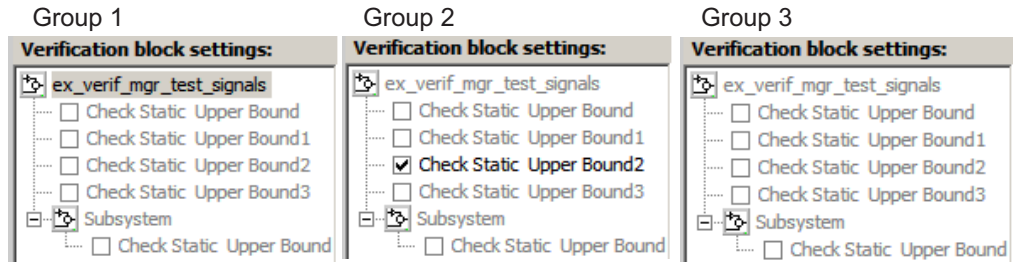 Group 1
Verification block settings:
ex_verif_mgr_test_signals
Check Static Upper Bound
Check Static Upper Bound1
Check Static Upper Bound2
Check Static Upper Bound3
Subsystem
Check Static Upper Bound
Group 2
Verification block settings:
ex_verif_mgr_test_signals
Check Static Upper Bound
Check Static Upper Bound1
Check Static Upper Bound2
Check Static Upper Bound3
Subsystem
Check Static Upper Bound
Group 3
Verification block settings:
ex_verif_mgr_test_signals
Check Static Upper Bound
Check Static Upper Bound1
Check Static Upper Bound2
Check Static Upper Bound3
Subsystem
Check Static Upper Bound